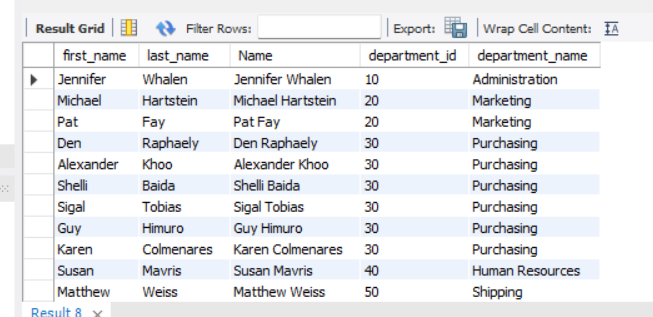 Result Grid Filter Rows: Export: Wrap Cell Content: IA
first_name last_name Name department_id department_name
Jennifer Whalen Jennifer Whalen 10 Administration
Michael Hartstein Michael Hartstein 20 Marketing
Pat Fay Pat Fay 20 Marketing
Den Raphaely Den Raphaely 30 Purchasing
Alexander Khoo Alexander Khoo 30 Purchasing
Shelli Baida Shelli Baida 30 Purchasing
Sigal Tobias Sigal Tobias 30 Purchasing
Guy Himuro Guy Himuro 30 Purchasing
Karen Colmenares Karen Colmenares 30 Purchasing
Susan Mavris Susan Mavris 40 Human Resources
Matthew Weiss Matthew Weiss 50 Shipping
Result 8 ×